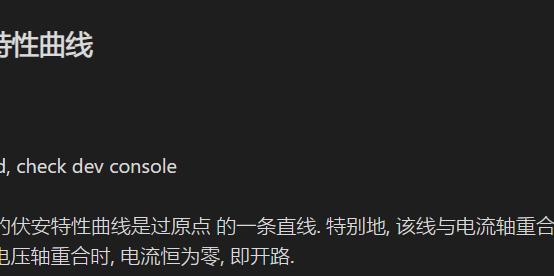 特性曲线
d, check dev console
的伏安特性曲线是过原点 的一条直线. 特别地, 该线与电流轴重合
电压轴重合时, 电流恒为零, 即开路.